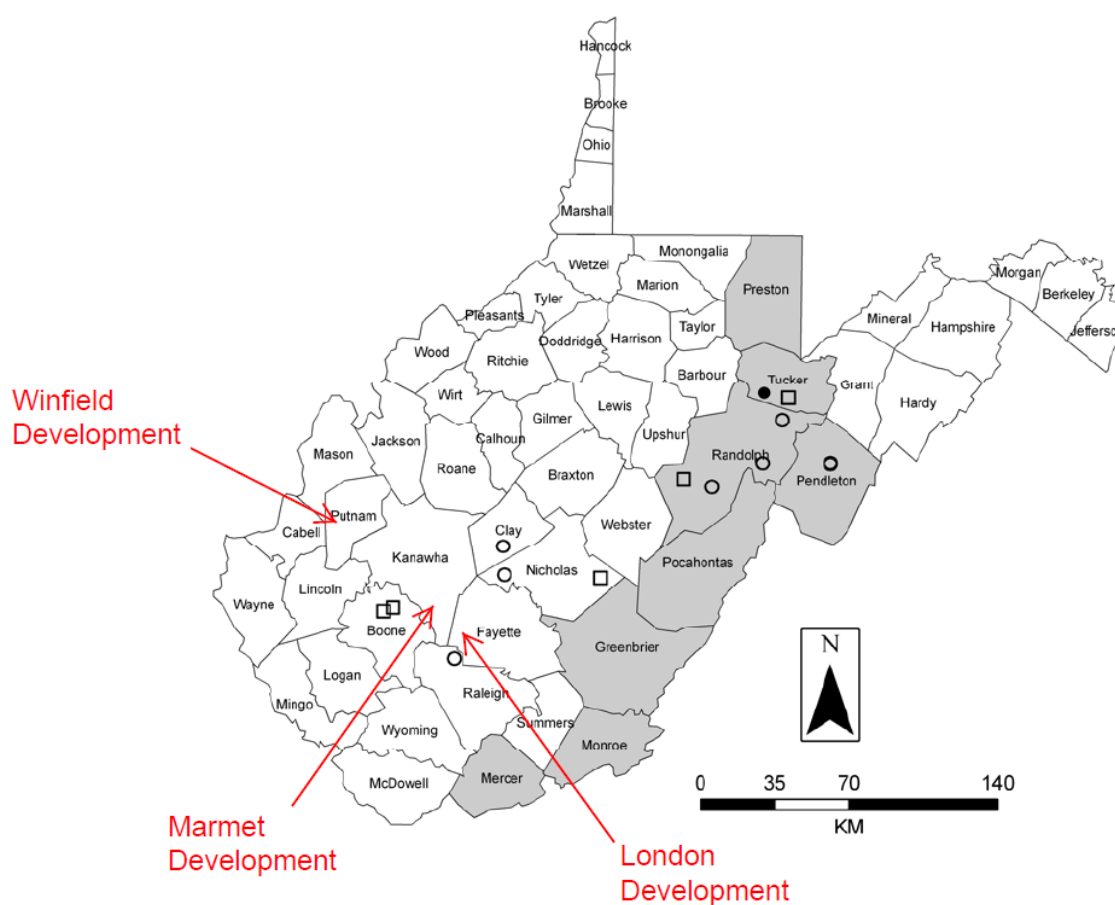 Hancock
Brooke
Ohio
Marshall
Wetzel
Monongalia
Marion
Preston
Morgan
Berkeley
Jefferso
Tyler
Pleasants
Mineral
Hampshire
Taylor
Harrison
Doddridge
Wood
Ritchie
Barbour
Tucker
Grant
Hardy
Wirt
Winfield
Development
Lewis
Gilmer
Upshur
Calhoun
Jackson
Mason
Roane
Randolph
Braxton
Pendleton
Putnam
Cabell
Clay
Webster
Kanawha
Nicholas
Pocahontas
Lincoln
Wayne
Boone
Fayette
Greenbrier
Logan
Mingo
Raleigh
Summers
Wyoming
Monroe
McDowell
Mercer
N
0 35 70 140
KM
Marmet
Development
London
Development